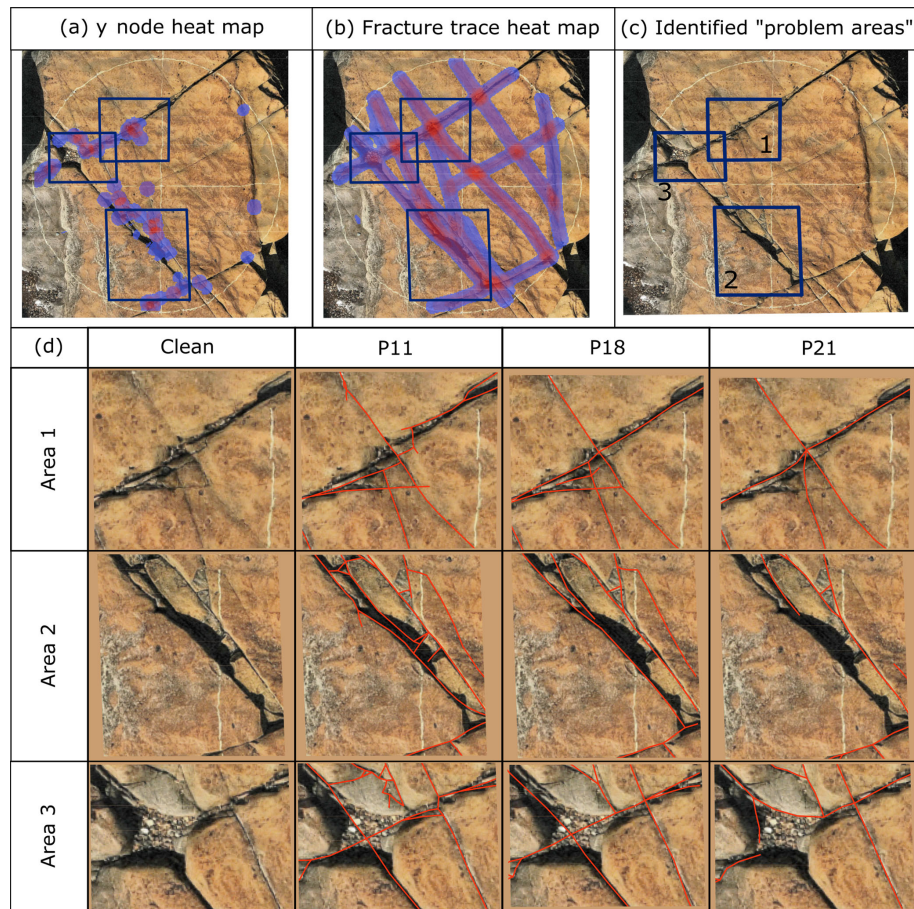 (a) y node heat map
(b) Fracture trace heat map
(c) Identified "problem areas"
1
3
2
(d)
Clean
P11
P18
P21
Area 1
Area 2
Area 3